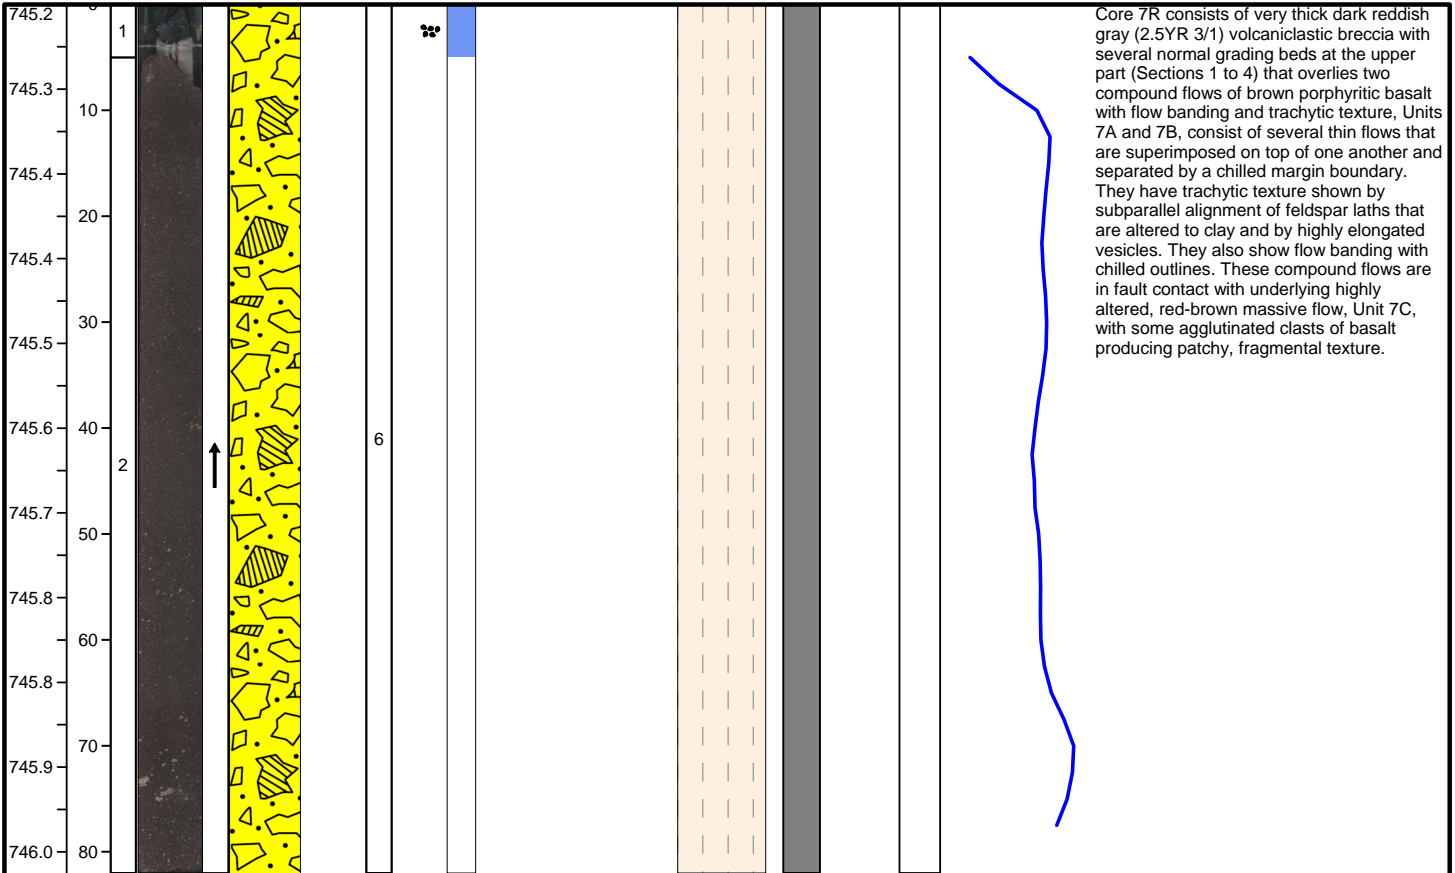 745.2
745.3
745.4
745.4
745.5
745.6
745.7
745.8
745.8
745.9
746.0
10
20
30
40
50
60
70
80
1
2
6
Core 7R consists of very thick dark reddish
gray (2.5YR 3/1) volcaniclastic breccia with
several normal grading beds at the upper
part (Sections 1 to 4) that overlies two
compound flows of brown porphyritic basalt
with flow banding and trachytic texture, Units
7A and 7B, consist of several thin flows that
are superimposed on top of one another and
separated by a chilled margin boundary.
They have trachytic texture shown by
subparallel alignment of feldspar laths that
are altered to clay and by highly elongated
vesicles. They also show flow banding with
chilled outlines. These compound flows are
in fault contact with underlying highly
altered, red-brown massive flow, Unit 7C,
with some agglutinated clasts of basalt
producing patchy, fragmental texture.